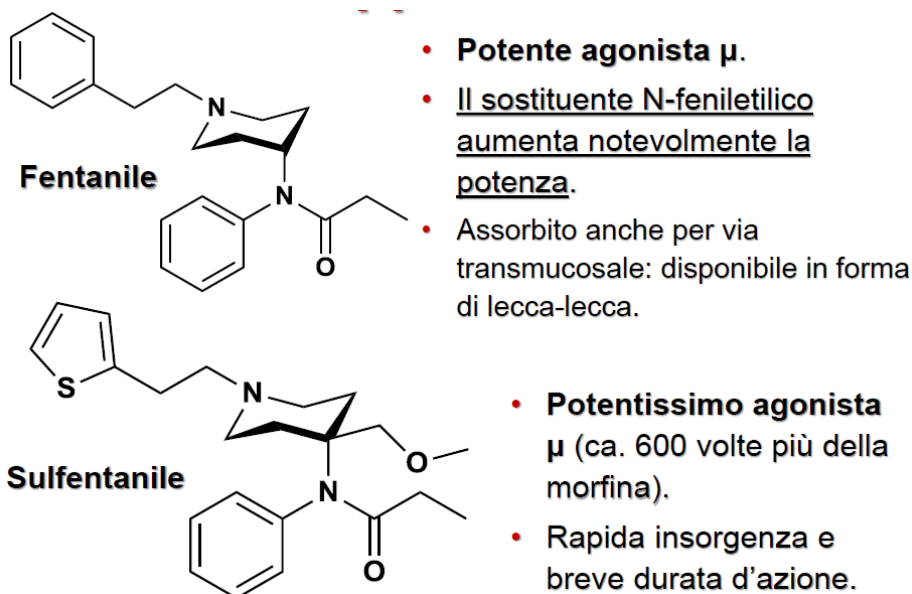 • Potente agonista μ.
• Il sostituente N-feniletilico
aumenta notevolmente la
potenza.
• Assorbito anche per via
transmucosale: disponibile in forma
di lecca-lecca.
N
Fentanile
N
O
S
N
O
Sulfentanile
N
O
• Potentissimo agonista
μ (ca. 600 volte più della
morfina).
• Rapida insorgenza e
breve durata d’azione.